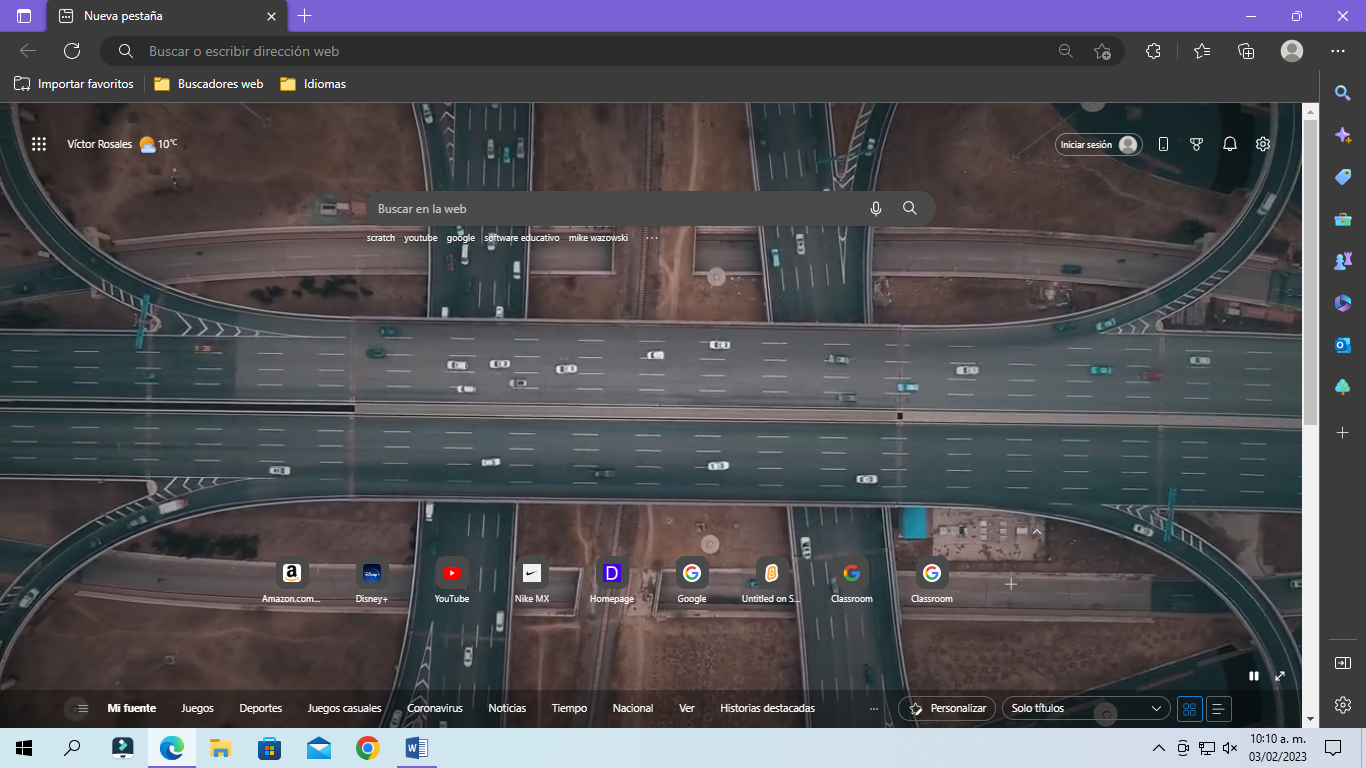 Nueva pestaña
Buscar o escribir dirección web
Importar favoritos Buscadores web Idiomas
Víctor Rosales 10°C
Iniciar sesión
Buscar en la web
scratch youtube google software educativo mike wazowski ...
Amazon.com... Disney+ YouTube Nike MX Homepage Google Untitled on S... Classroom Classroom
Mi fuente Juegos Deportes Juegos casuales Coronavirus Noticias Tiempo Nacional Ver Historias destacadas ... Personalizar Solo títulos
10:10 a. m.
03/02/2023